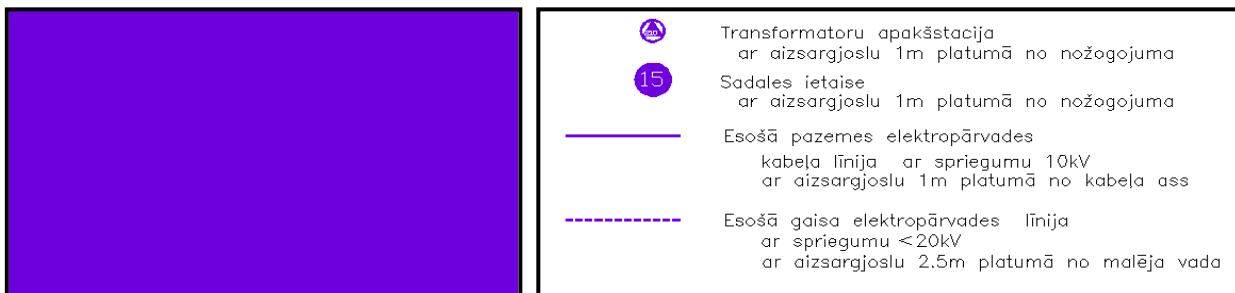 Transformatoru apakšstacija
ar aizsargjoslu 1m platumā no nožogojuma
15
Sadales ietaise
ar aizsargjoslu 1m platumā no nožogojuma
Esošā pazemes elektropārvades
kabeļa līnija ar spriegumu 10kV
ar aizsargjoslu 1m platumā no kabeļa ass
Esošā gaisa elektropārvades līnija
ar spriegumu <20kV
ar aizsargjoslu 2.5m platumā no malēja vada